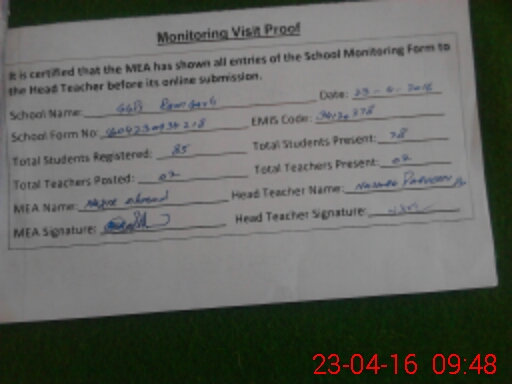 Monitoring Visit Proof
It is certified that the MEA has shown all entries of the School Monitoring Form to
the Head Teacher before its online submission.
School Name: GGPS Date: 23-4-2016
School Form No: EMIS Code:
Total Students Registered: 85 Total Students Present: 78
Total Teachers Posted: 02 Total Teachers Present: 02
MEA Name: Ahmad Head Teacher Name: Parveen
MEA Signature: Head Teacher Signature:
23-04-16 09:48